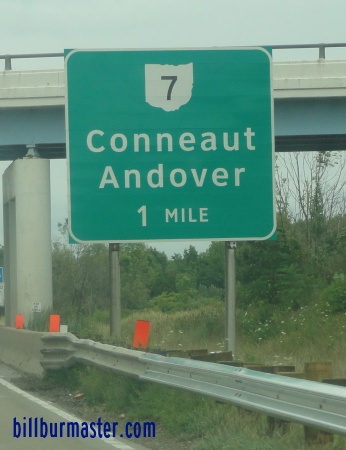 7
Conneaut
Andover
1 MILE
billburmaster.com